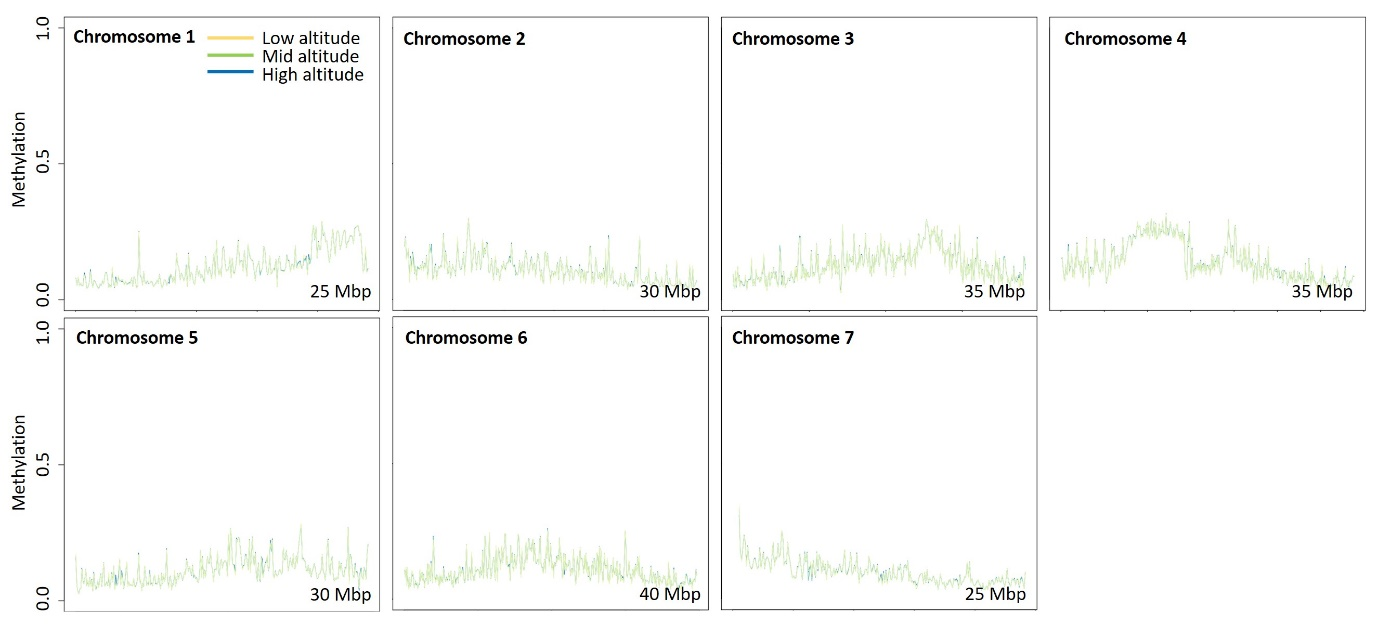 Chromosome 1
Low altitude
Mid altitude
High altitude
Chromosome 2
Chromosome 3
Chromosome 4
Methylation
1.0
0.5
0.0
25 Mbp
30 Mbp
35 Mbp
35 Mbp
Chromosome 5
Chromosome 6
Chromosome 7
Methylation
1.0
0.5
0.0
30 Mbp
40 Mbp
25 Mbp